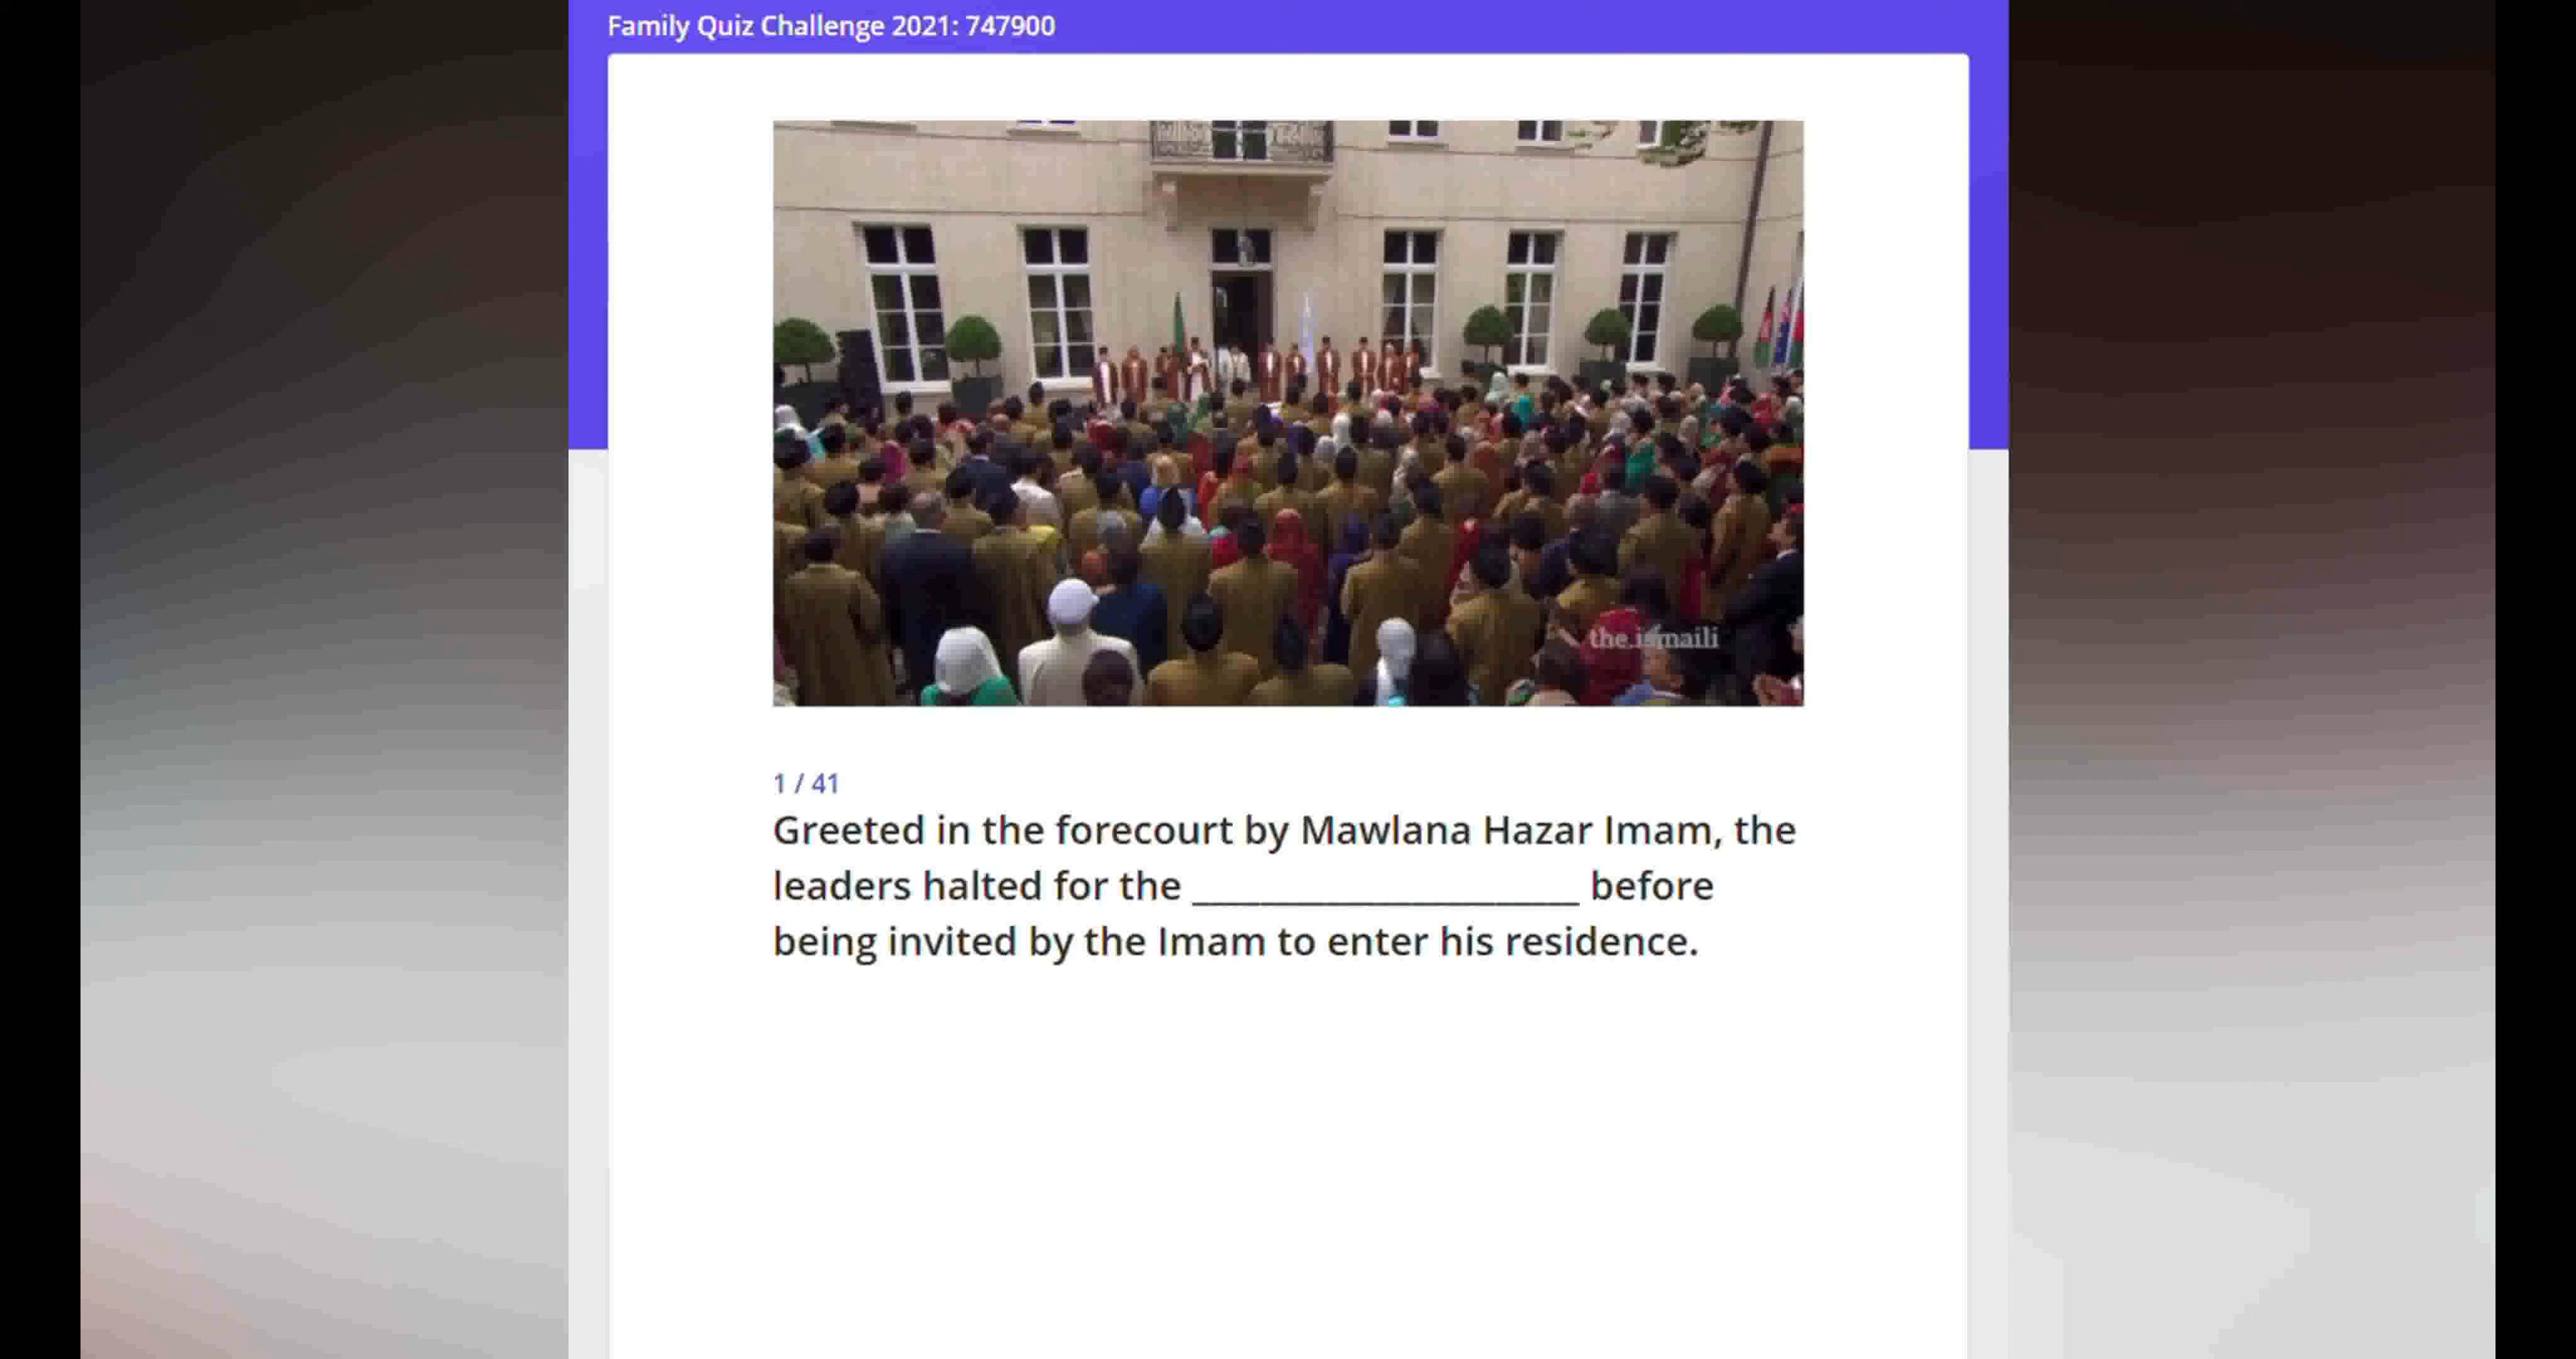 Family Quiz Challenge 2021: 747900
the.ismaili
1 / 41
Greeted in the forecourt by Mawlana Hazar Imam, the
leaders halted for the ____________________ before
being invited by the Imam to enter his residence.